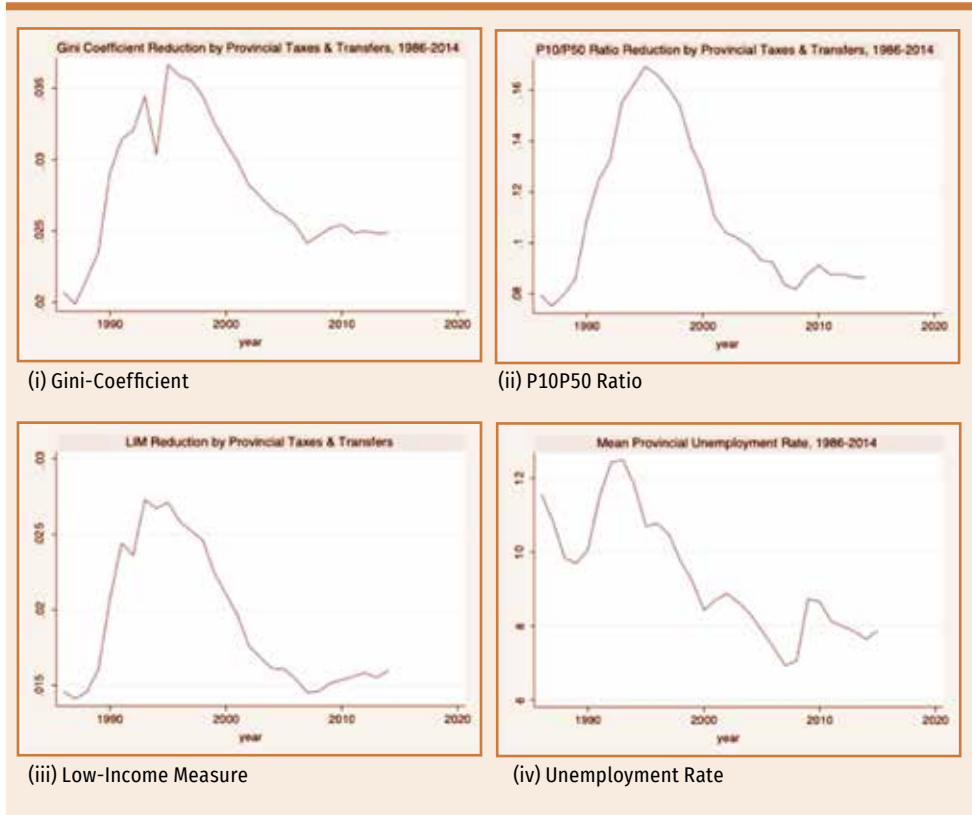 Gini Coefficient Reduction by Provincial Taxes & Transfers, 1986-2014
.035
.03
.025
.02
1990 2000 2010 2020
year
(i) Gini-Coefficient
P10/P50 Ratio Reduction by Provincial Taxes & Transfers, 1986-2014
.16
.14
.12
.1
.08
1990 2000 2010 2020
year
(ii) P10P50 Ratio
LIM Reduction by Provincial Taxes & Transfers
.03
.025
.02
.015
1990 2000 2010 2020
year
(iii) Low-Income Measure
Mean Provincial Unemployment Rate, 1986-2014
12
10
8
6
1990 2000 2010 2020
year
(iv) Unemployment Rate